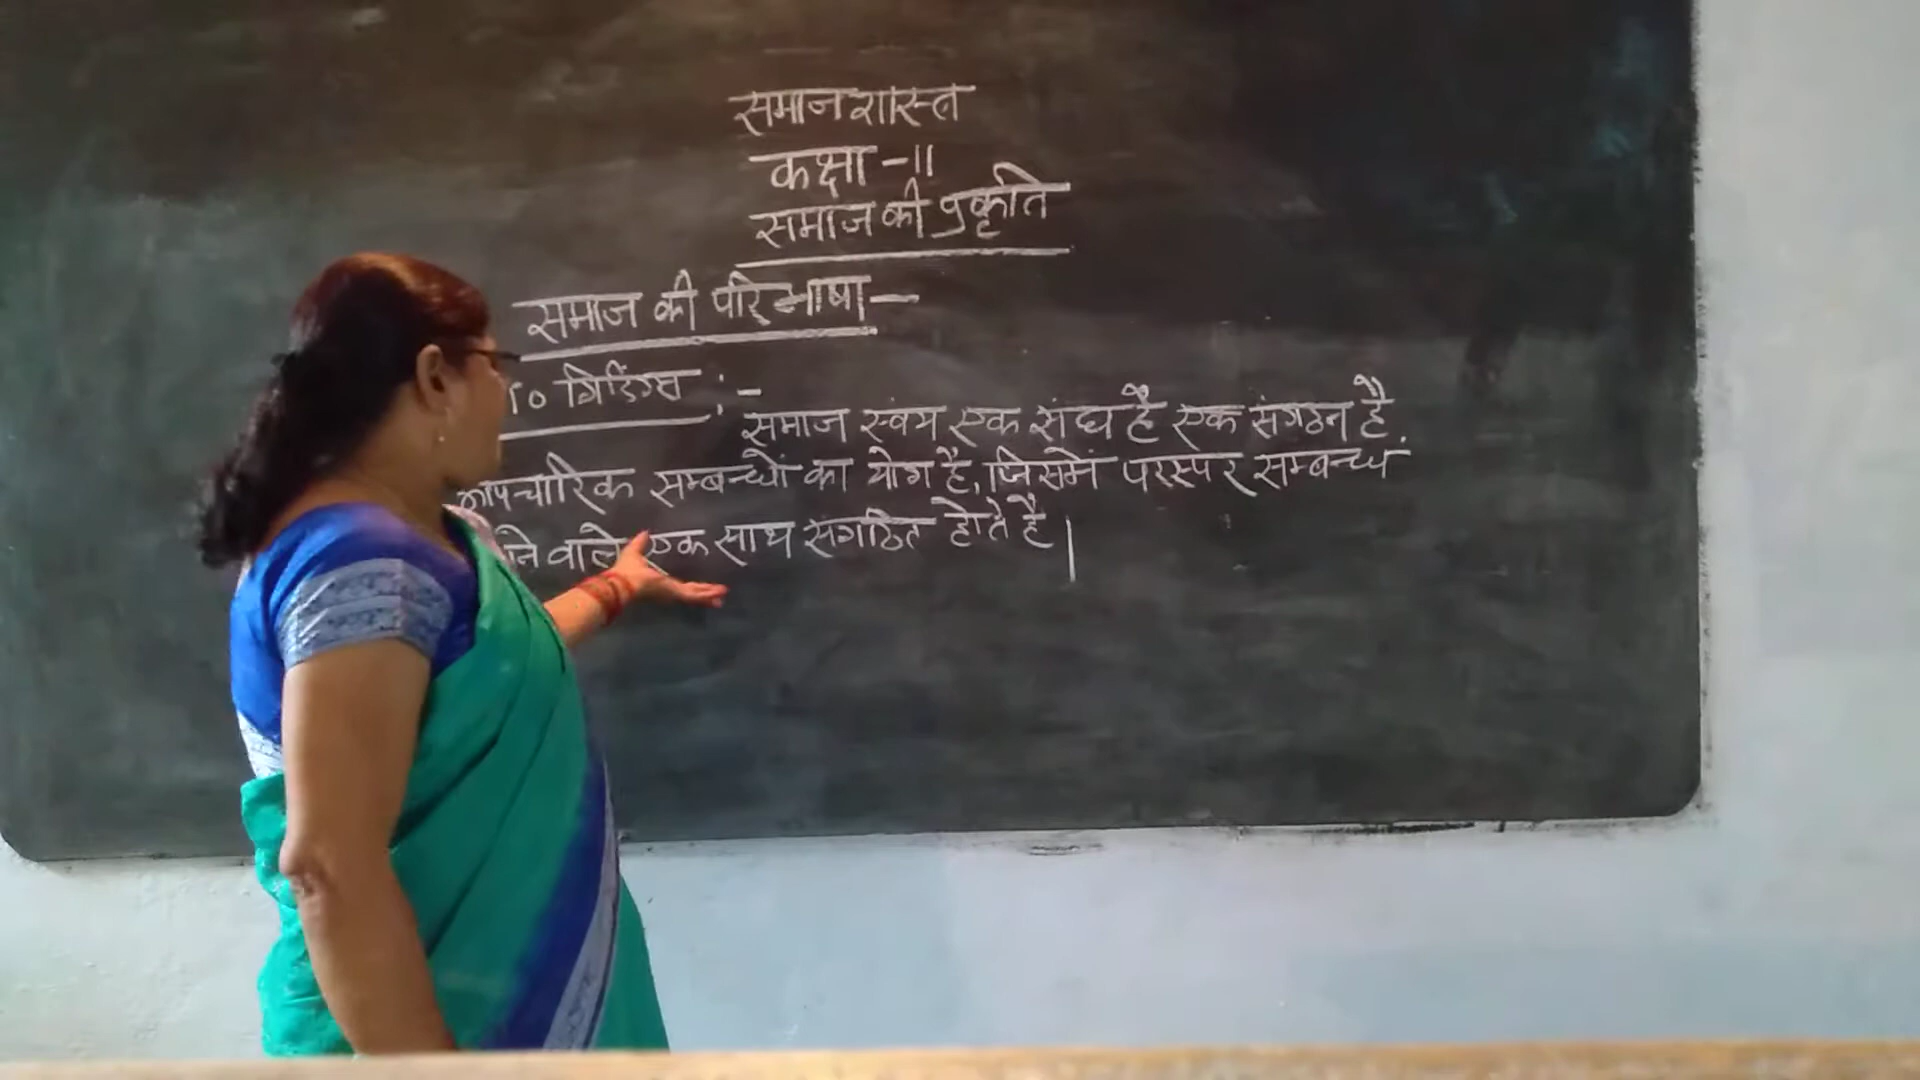 समाजशास्त्र
कक्षा -11
समाज की प्रकृति
समाज की परिभाषा—
गिडिंग्स :-
समाज स्वंय एक संघ है एक संगठन है.
औपचारिक सम्बन्धों का योग है, जिसमें परस्पर सम्बन्ध
वाले एक साथ संगठित होते है |